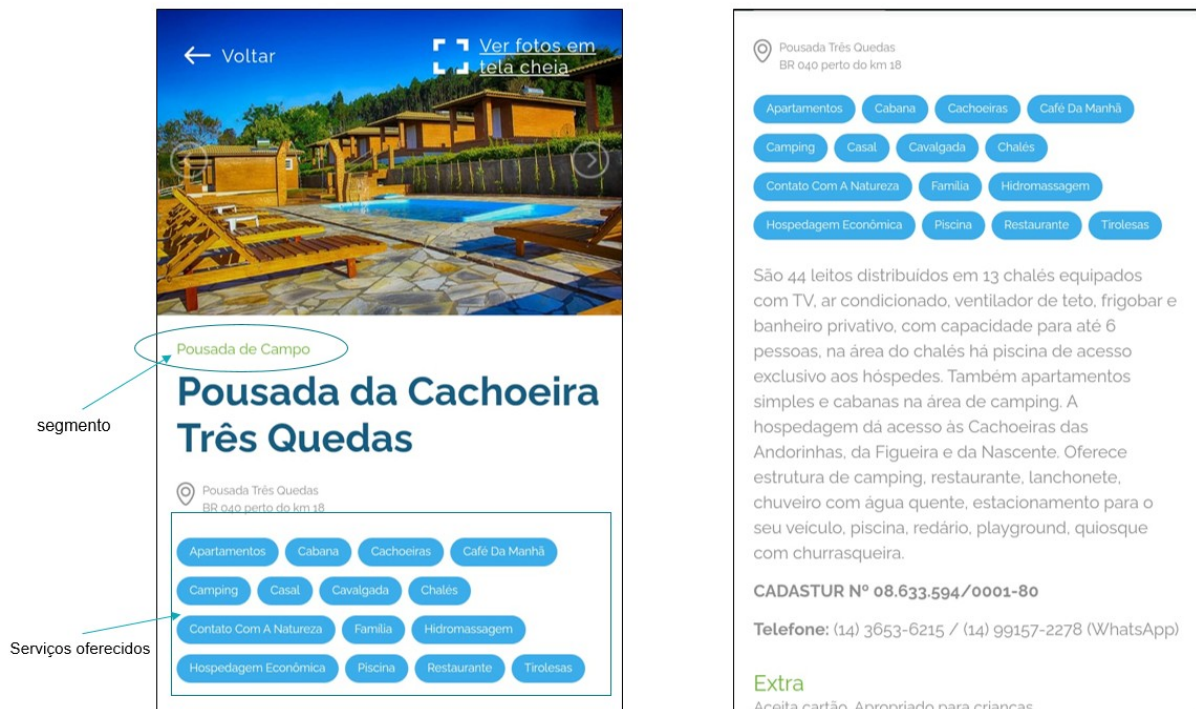 Voltar
Ver fotos em
tela cheia
Pousada de Campo
segmento
Pousada da Cachoeira
Três Quedas
Pousada Três Quedas
BR 040 perto do km 18
Apartamentos Cabana Cachoeiras Café Da Manhã
Camping Casal Cavalgada Chalés
Contato Com A Natureza Família Hidromassagem
Hospedagem Econômica Piscina Restaurante Tirolesas
Serviços oferecidos
Pousada Três Quedas
BR 040 perto do km 18
Apartamentos Cabana Cachoeiras Café Da Manhã
Camping Casal Cavalgada Chalés
Contato Com A Natureza Família Hidromassagem
Hospedagem Econômica Piscina Restaurante Tirolesas
São 44 leitos distribuídos em 13 chalés equipados
com TV, ar condicionado, ventilador de teto, frigobar e
banheiro privativo, com capacidade para até 6
pessoas, na área do chalés há piscina de acesso
exclusivo aos hóspedes. Também apartamentos
simples e cabanas na área de camping. A
hospedagem dá acesso às Cachoeiras das
Andorinhas, da Figueira e da Nascente. Oferece
estrutura de camping, restaurante, lanchonete,
chuveiro com água quente, estacionamento para o
seu veículo, piscina, redário, playground, quiosque
com churrasqueira.
CADASTUR Nº 08.633.594/0001-80
Telefone: (14) 3653-6215 / (14) 99157-2278 (WhatsApp)
Extra
Aceita cartão, Apropriado para crianças